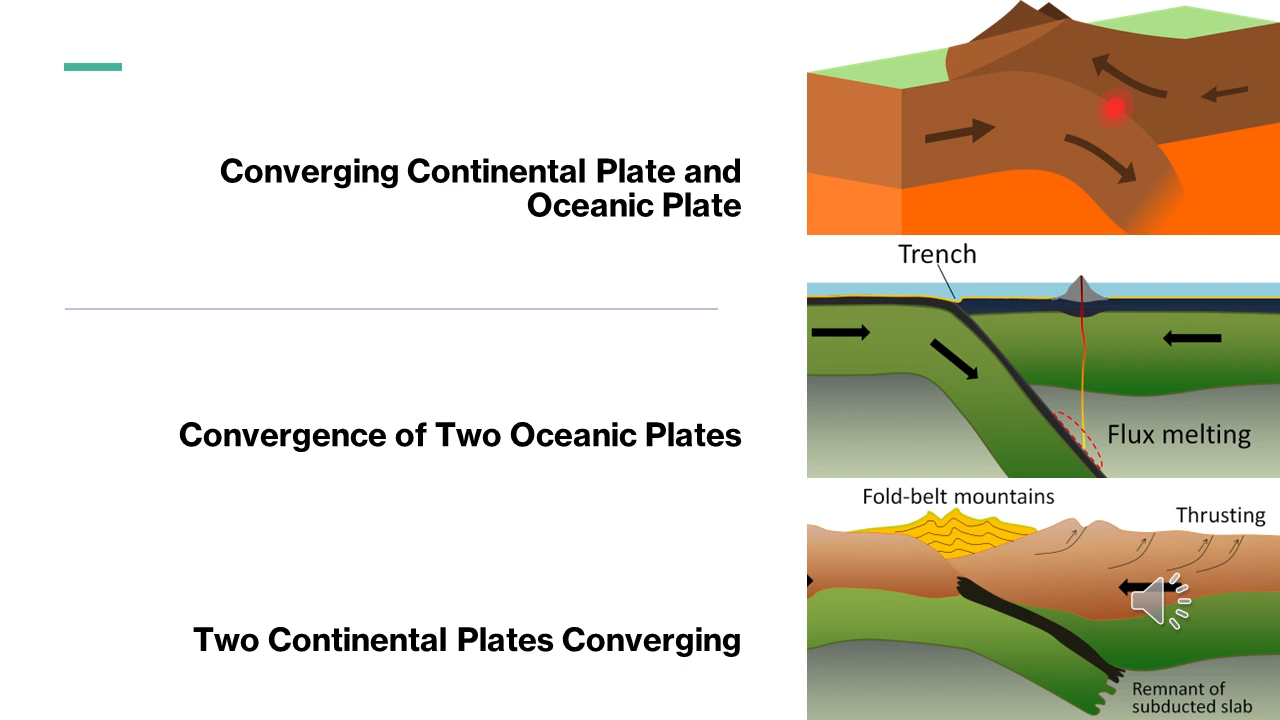 Converging Continental Plate and
Oceanic Plate
Trench
Convergence of Two Oceanic Plates
Flux melting
Fold-belt mountains
Thrusting
Two Continental Plates Converging
Remnant of
subducted slab